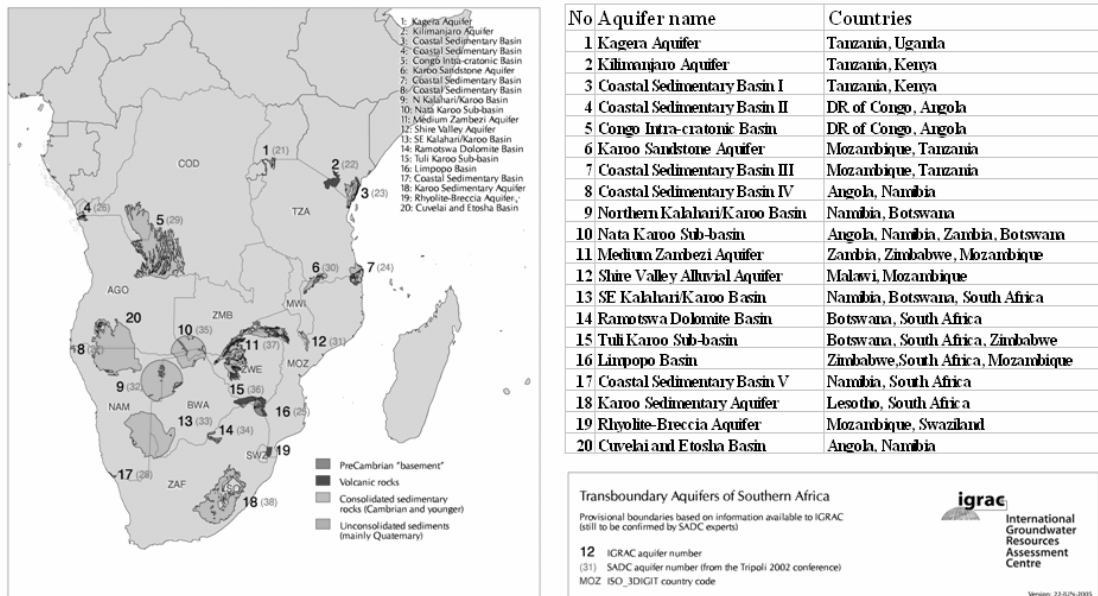 1: Kagera Aquifer
2: Kilimanjaro Aquifer
3: Coastal Sedimentary Basin
4: Coastal Sedimentary Basin
5: Congo Intra-cratonic Basin
6: Karoo Sandstone Aquifer
7: Coastal Sedimentary Basin
8: Coastal Sedimentary Basin
9: N Kalahari/Karoo Basin
10: Nata Karoo Sub-basin
11: Medium Zambezi Aquifer
12: Shire Valley Aquifer
13: SE Kalahari/Karoo Basin
14: Ramotswa Dolomite Basin
15: Tuli Karoo Sub-basin
16: Limpopo Basin
17: Coastal Sedimentary Basin
18: Karoo Sedimentary Aquifer
19: Rhyolite-Breccia Aquifer
20: Cuvelai and Etosha Basin
COD
1 (21)
2 (22)
3 (23)
TZA
4 (26)
5 (29)
6 (30)
7 (24)
AGO
MWI
20
ZMB
10 (35)
8
11 (37)
12 (31)
MOZ
ZWE
9 (32)
15 (36)
NAM
BWA
16 (25)
13 (33)
14 (34)
SWZ
19
17 (28)
ZAF
18 (38)
PreCambrian "basement"
Volcanic rocks
Consolidated sedimentary
rocks (Cambrian and younger)
Unconsolidated sediments
(mainly Quaternary)
No Aquifer name Countries
1 Kagera Aquifer Tanzania, Uganda
2 Kilimanjaro Aquifer Tanzania, Kenya
3 Coastal Sedimentary Basin I Tanzania, Kenya
4 Coastal Sedimentary Basin II DR of Congo, Angola
5 Congo Intra-cratonic Basin DR of Congo, Angola
6 Karoo Sandstone Aquifer Mozambique, Tanzania
7 Coastal Sedimentary Basin III Mozambique, Tanzania
8 Coastal Sedimentary Basin IV Angola, Namibia
9 Northern Kalahari/Karoo Basin Namibia, Botswana
10 Nata Karoo Sub-basin Angola, Namibia, Zambia, Botswana
11 Medium Zambezi Aquifer Zambia, Zimbabwe, Mozambique
12 Shire Valley Alluvial Aquifer Malawi, Mozambique
13 SE Kalahari/Karoo Basin Namibia, Botswana, South Africa
14 Ramotswa Dolomite Basin Botswana, South Africa
15 Tuli Karoo Sub-basin Botswana, South Africa, Zimbabwe
16 Limpopo Basin Zimbabwe,South Africa, Mozambique
17 Coastal Sedimentary Basin V Namibia, South Africa
18 Karoo Sedimentary Aquifer Lesotho, South Africa
19 Rhyolite-Breccia Aquifer Mozambique, Swaziland
20 Cuvelai and Etosha Basin Angola, Namibia
Transboundary Aquifers of Southern Africa
Provisional boundaries based on information available to IGRAC
(still to be confirmed by SADC experts)
12 IGRAC aquifer number
(31) SADC aquifer number (from the Tripoli 2002 conference)
MOZ ISO_3DIGIT country code
igrac
International
Groundwater
Resources
Assessment
Centre
Version: 22-JUN-2005